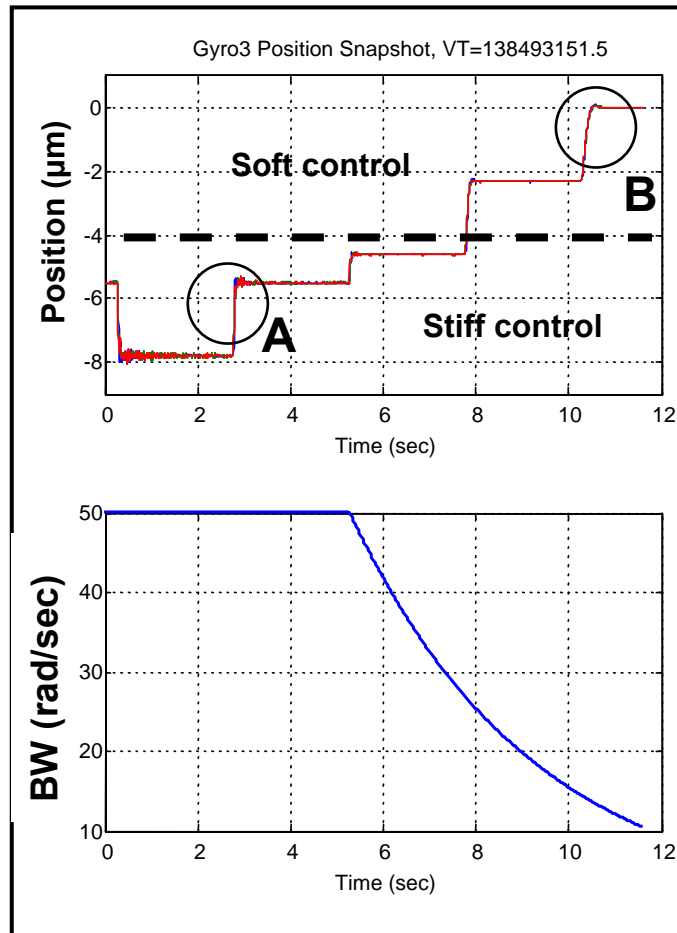 Gyro3 Position Snapshot, VT=138493151.5
Position (µm)
0
-2
-4
-6
-8
Soft control
B
A
Stiff control
0 2 4 6 8 10 12
Time (sec)
BW (rad/sec)
50
40
30
20
10
0 2 4 6 8 10 12
Time (sec)